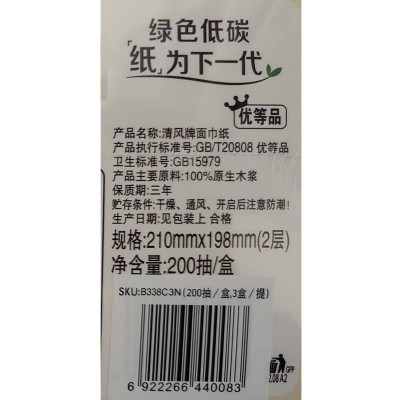 绿色低碳
「纸」为下一代
优等品
产品名称:清风牌面巾纸
产品执行标准号:GB/T20808 优等品
卫生标准号:GB15979
产品主要原料:100%原生木浆
保质期:三年
贮存条件:干燥、通风、开启后注意防潮!
生产日期:见包装上 合格
规格:210mmx198mm(2层)
净含量:200抽/盒
SKU:B338C3N(200抽/盒,3盒/提)
6 922266 440083